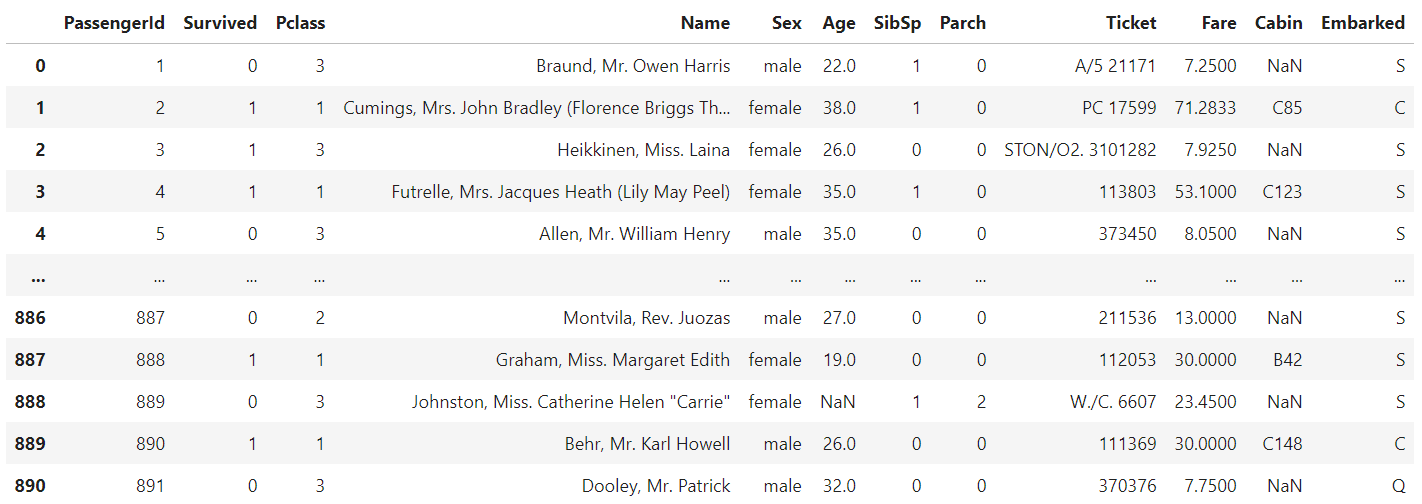 PassengerId Survived Pclass Name Sex Age SibSp Parch Ticket Fare Cabin Embarked
0 1 0 3 Braund, Mr. Owen Harris male 22.0 1 0 A/5 21171 7.2500 NaN S
1 2 1 1 Cumings, Mrs. John Bradley (Florence Briggs Th... female 38.0 1 0 PC 17599 71.2833 C85 C
2 3 1 3 Heikkinen, Miss. Laina female 26.0 0 0 STON/O2. 3101282 7.9250 NaN S
3 4 1 1 Futrelle, Mrs. Jacques Heath (Lily May Peel) female 35.0 1 0 113803 53.1000 C123 S
4 5 0 3 Allen, Mr. William Henry male 35.0 0 0 373450 8.0500 NaN S
... ... ... ... ... ... ... ... ... ... ... ... ...
886 887 0 2 Montvila, Rev. Juozas male 27.0 0 0 211536 13.0000 NaN S
887 888 1 1 Graham, Miss. Margaret Edith female 19.0 0 0 112053 30.0000 B42 S
888 889 0 3 Johnston, Miss. Catherine Helen "Carrie" female NaN 1 2 W./C. 6607 23.4500 NaN S
889 890 1 1 Behr, Mr. Karl Howell male 26.0 0 0 111369 30.0000 C148 C
890 891 0 3 Dooley, Mr. Patrick male 32.0 0 0 370376 7.7500 NaN Q